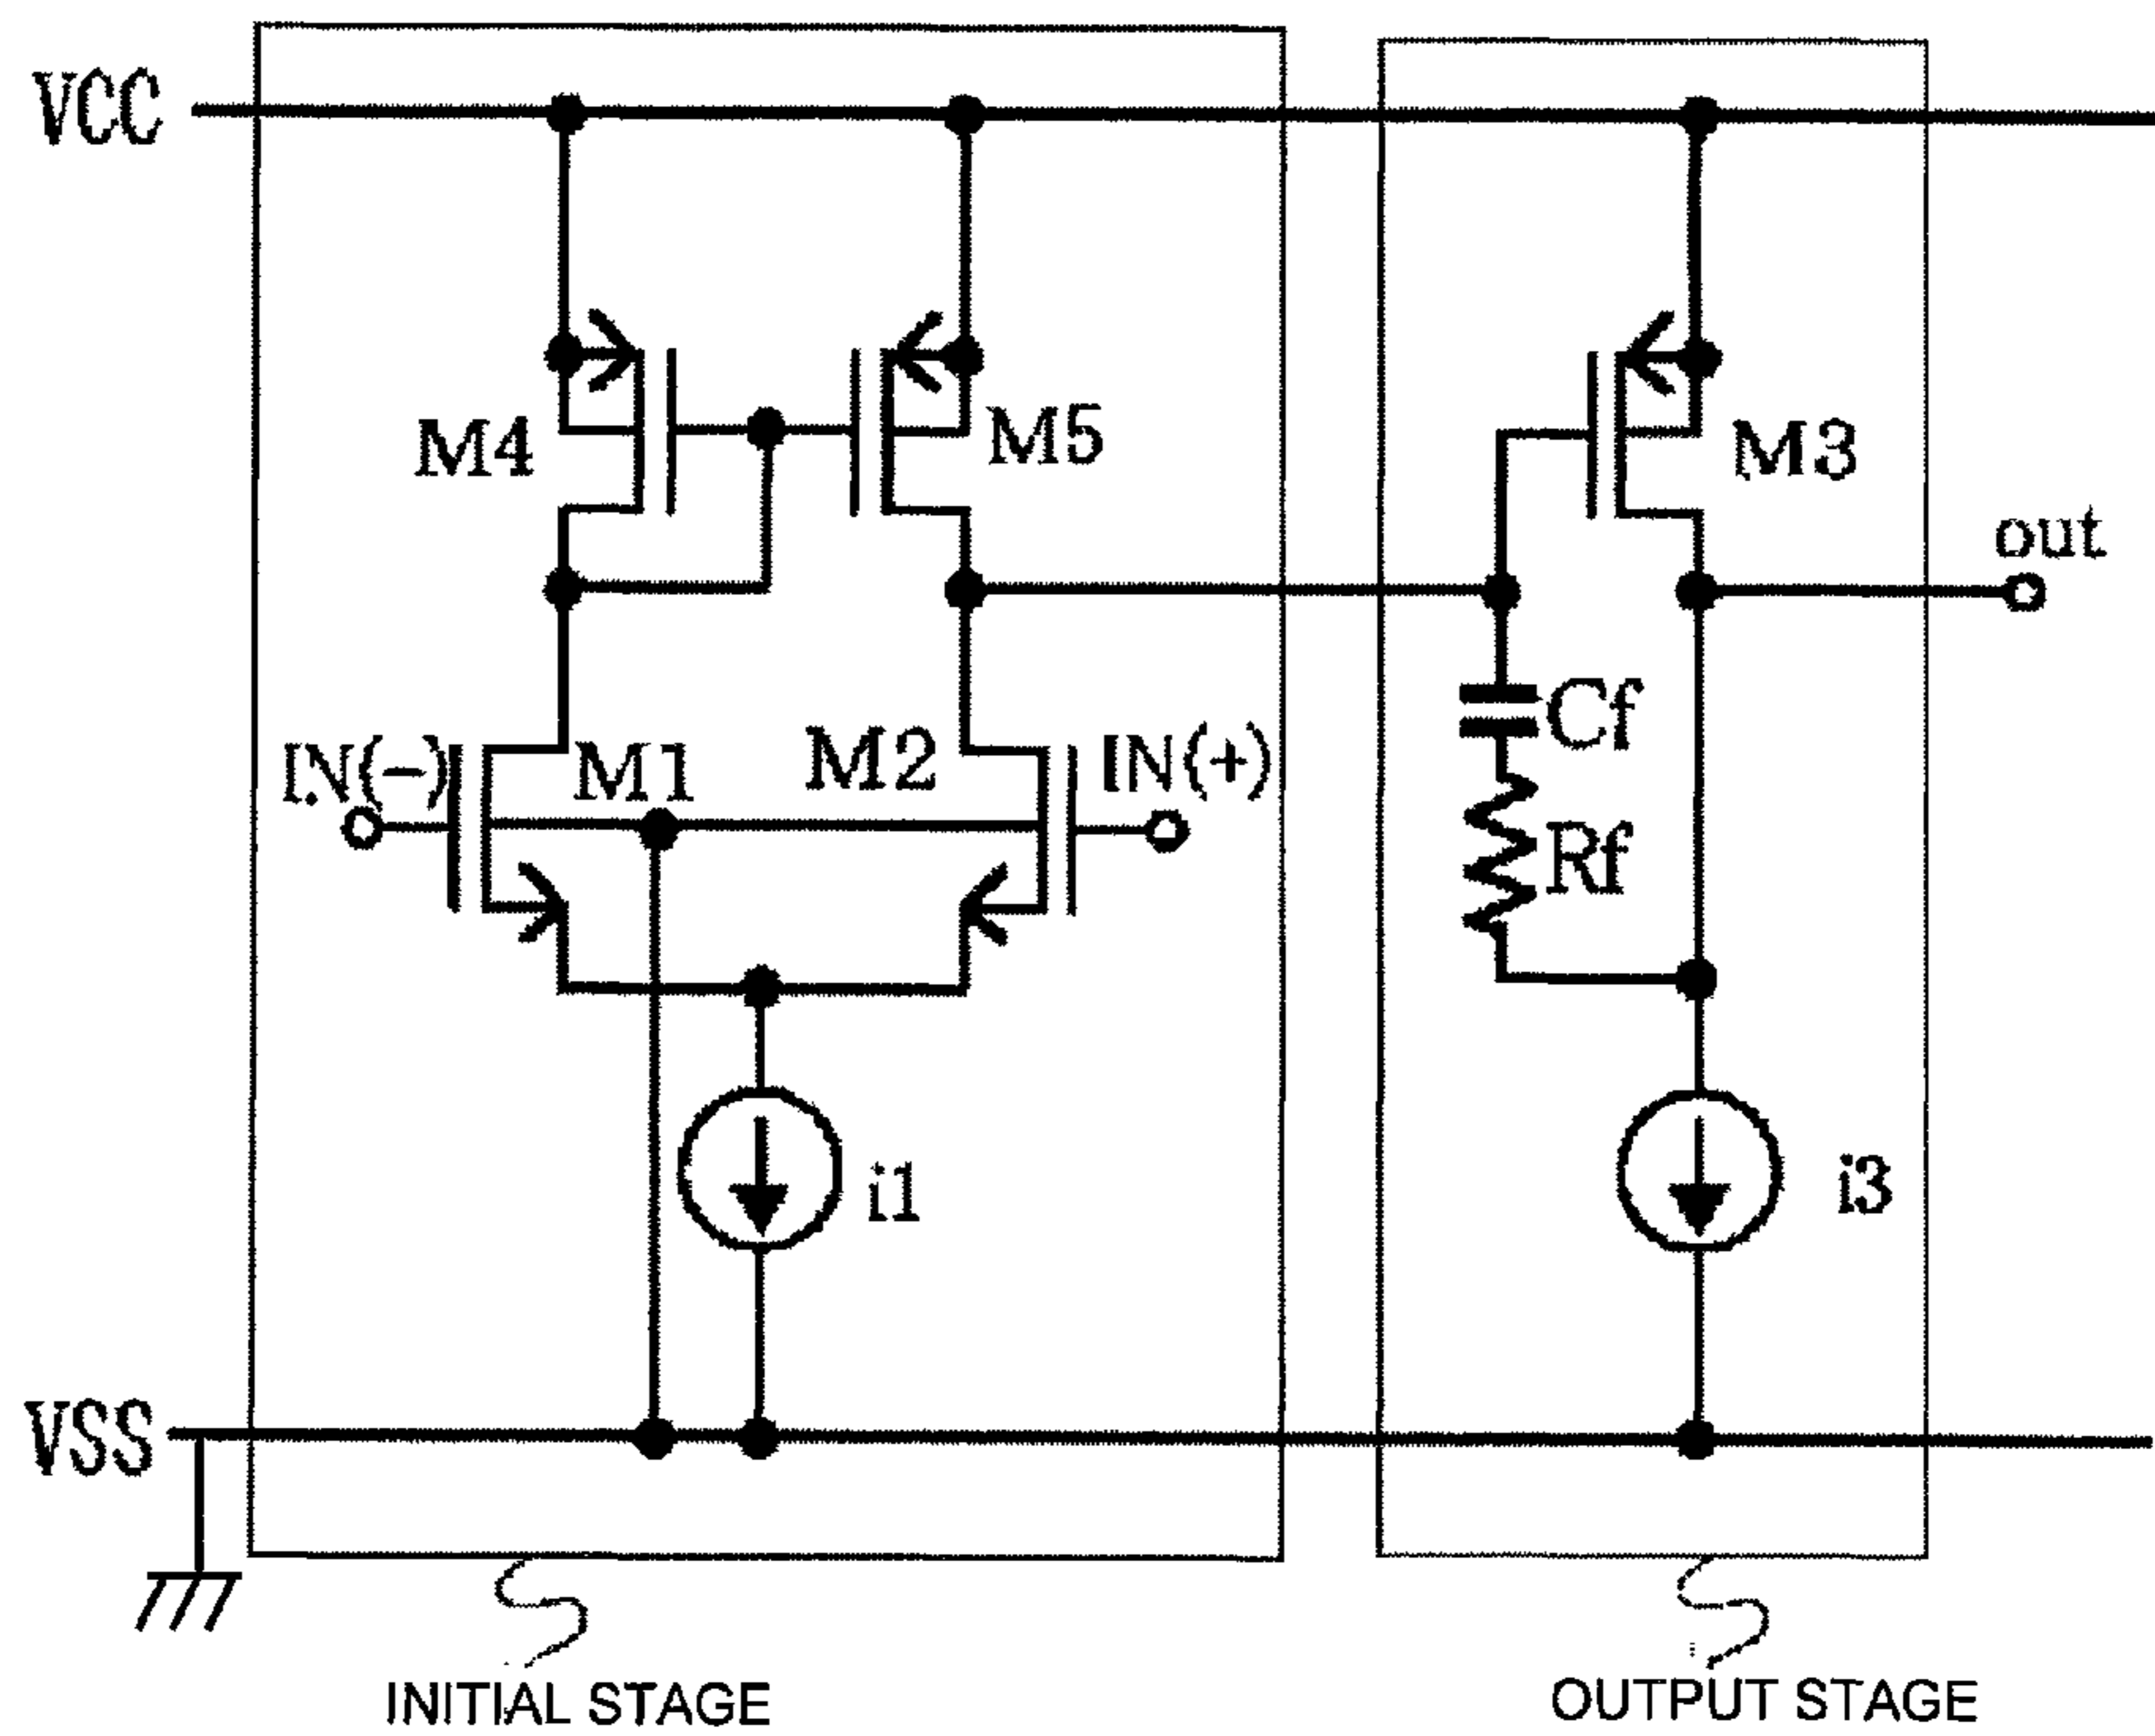 VCC
M4
M5
M3
out
IN(−)
M1
M2
IN(+)
Cf
Rf
i1
i3
VSS
INITIAL STAGE
OUTPUT STAGE